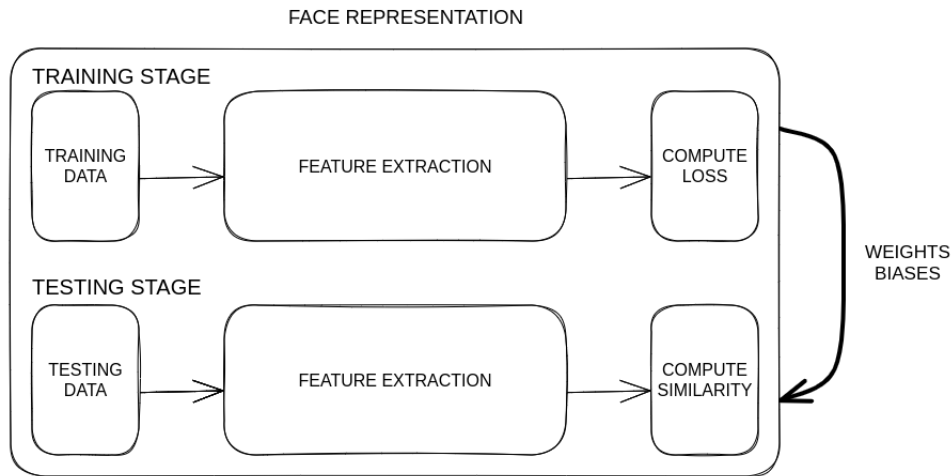 FACE REPRESENTATION
TRAINING STAGE
TRAINING
DATA
FEATURE EXTRACTION
COMPUTE
LOSS
WEIGHTS
BIASES
TESTING STAGE
TESTING
DATA
FEATURE EXTRACTION
COMPUTE
SIMILARITY